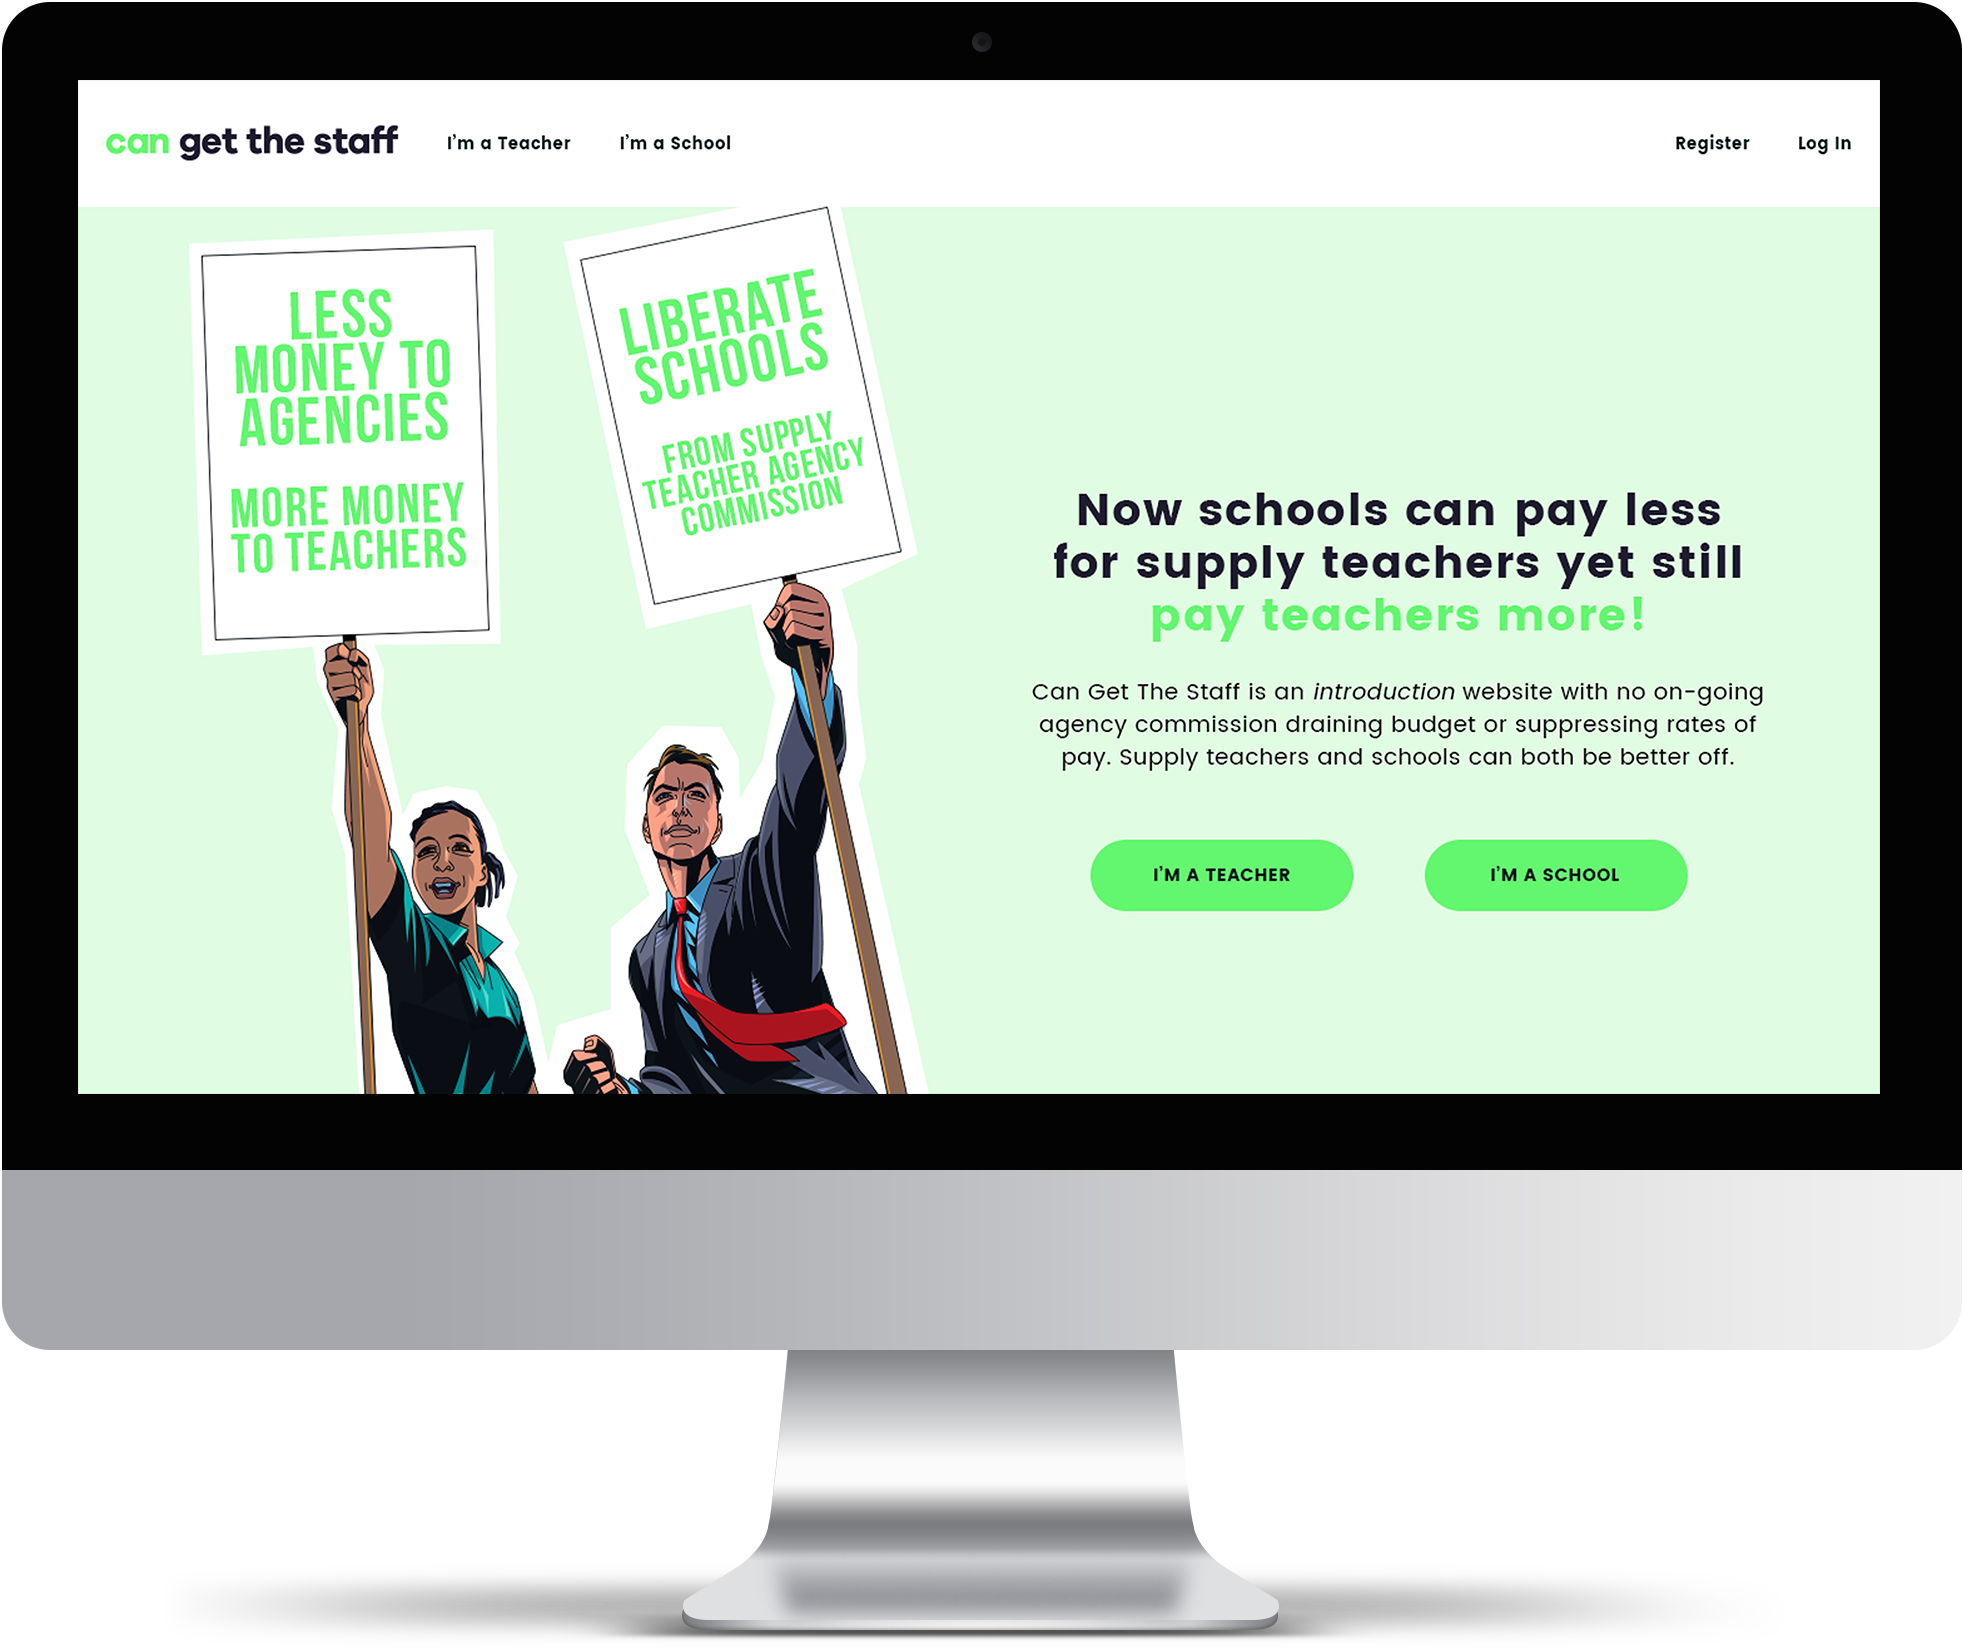 can get the staff
I'm a Teacher
I'm a School
Register
Log In
LESS
MONEY TO
AGENCIES
MORE MONEY
TO TEACHERS
LIBERATE
SCHOOLS
FROM SUPPLY
TEACHER AGENCY
COMMISSION
Now schools can pay less
for supply teachers yet still
pay teachers more!
Can Get The Staff is an introduction website with no on-going
agency commission draining budget or suppressing rates of
pay. Supply teachers and schools can both be better off.
I'M A TEACHER
I'M A SCHOOL